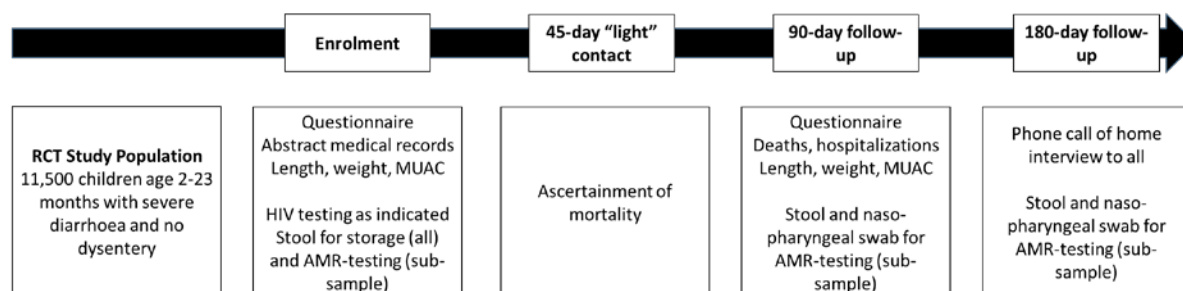 Enrolment
45-day “light”
contact
90-day follow-
up
180-day follow-
up
RCT Study Population
11,500 children age 2-23
months with severe
diarrhoea and no
dysentery
Questionnaire
Abstract medical records
Length, weight, MUAC
HIV testing as indicated
Stool for storage (all)
and AMR-testing (sub-
sample)
Ascertainment of
mortality
Questionnaire
Deaths, hospitalizations
Length, weight, MUAC
Stool and naso-
pharyngeal swab for
AMR-testing (sub-
sample)
Phone call of home
interview to all
Stool and naso-
pharyngeal swab for
AMR-testing (sub-
sample)